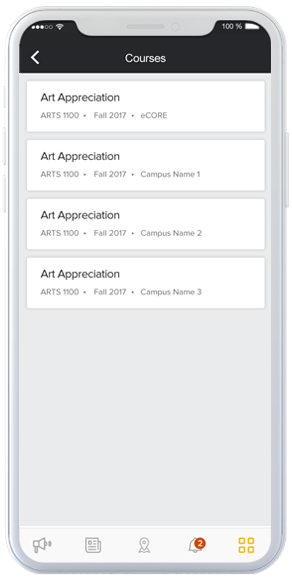 100 %
Courses
Art Appreciation
ARTS 1100 • Fall 2017 • eCORE
Art Appreciation
ARTS 1100 • Fall 2017 • Campus Name 1
Art Appreciation
ARTS 1100 • Fall 2017 • Campus Name 2
Art Appreciation
ARTS 1100 • Fall 2017 • Campus Name 3
2